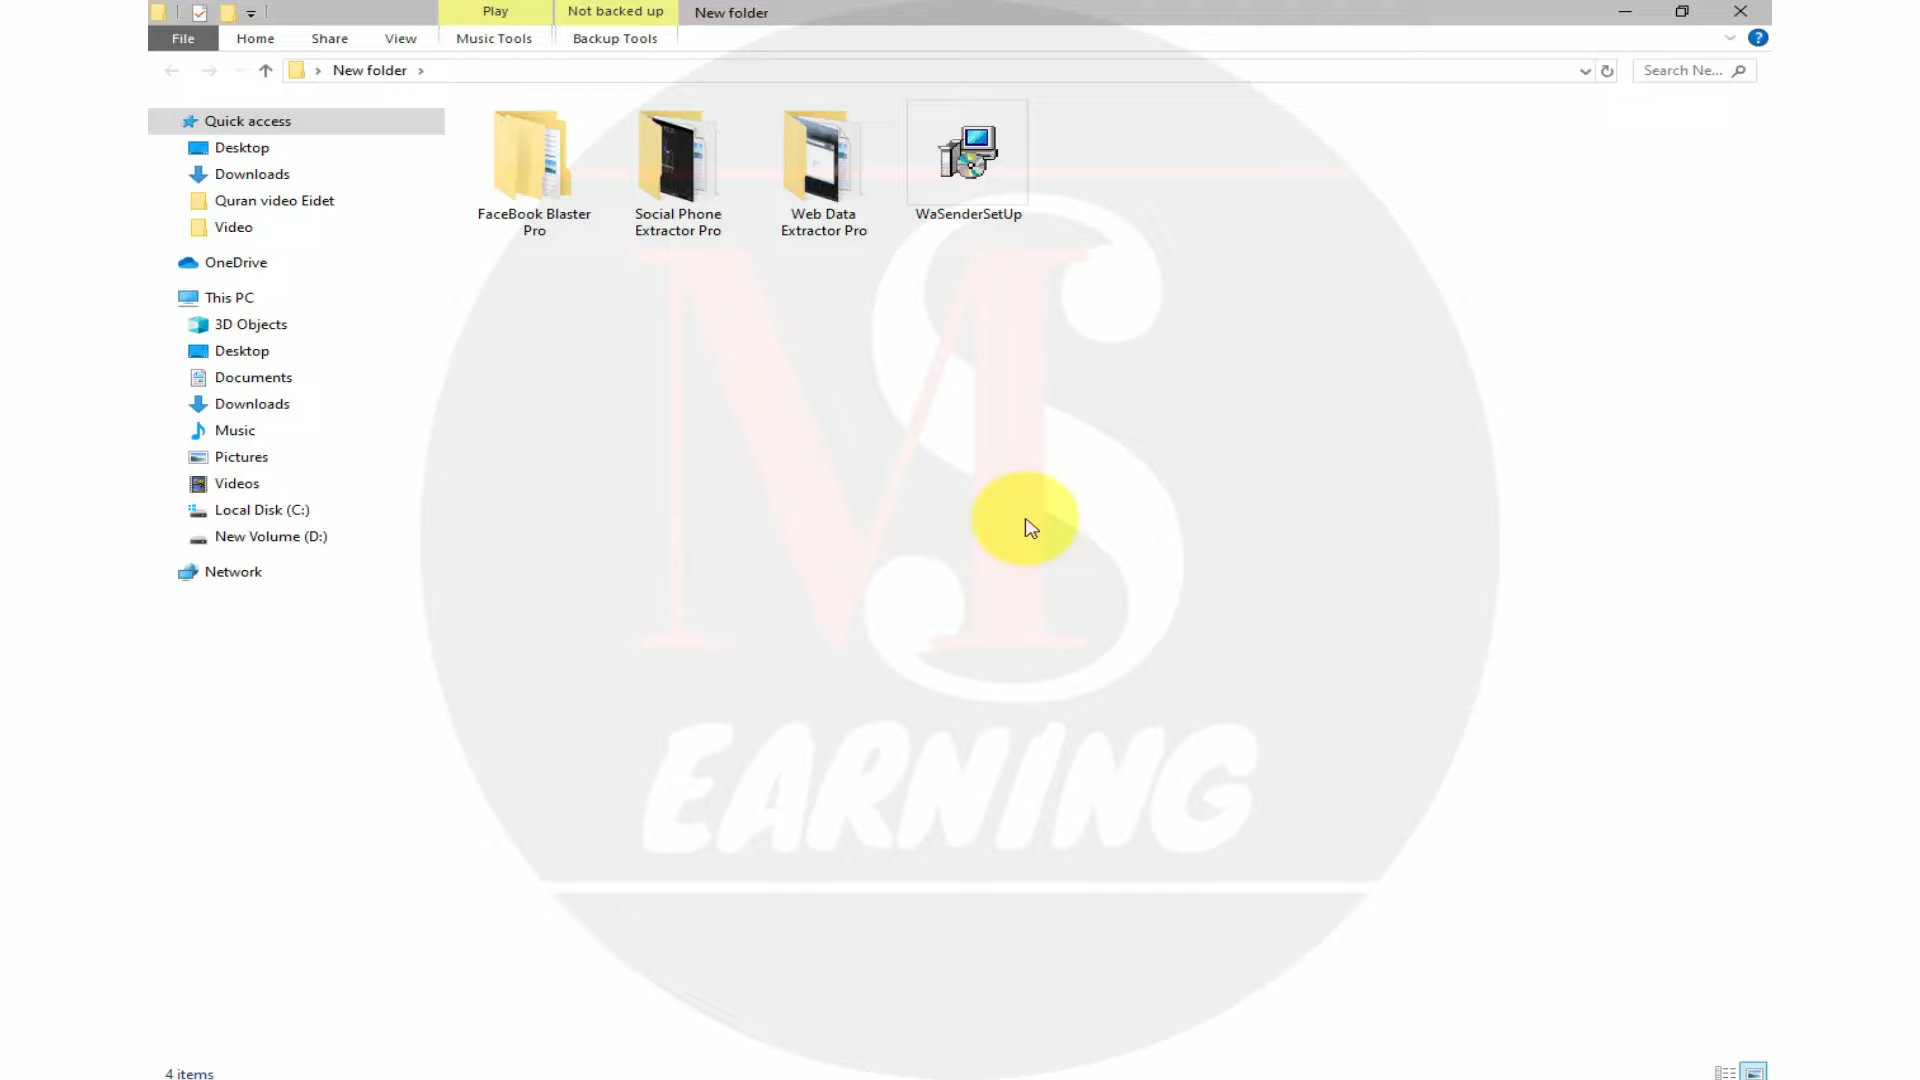 Play
Not backed up
New folder
File
Home
Share
View
Music Tools
Backup Tools
?
New folder
Search Ne...
Quick access
Desktop
Downloads
Quran video Eidet
Video
OneDrive
This PC
3D Objects
Desktop
Documents
Downloads
Music
Pictures
Videos
Local Disk (C:)
New Volume (D:)
Network
FaceBook Blaster
Pro
Social Phone
Extractor Pro
Web Data
Extractor Pro
WaSenderSetUp
MS
EARNING
4 items